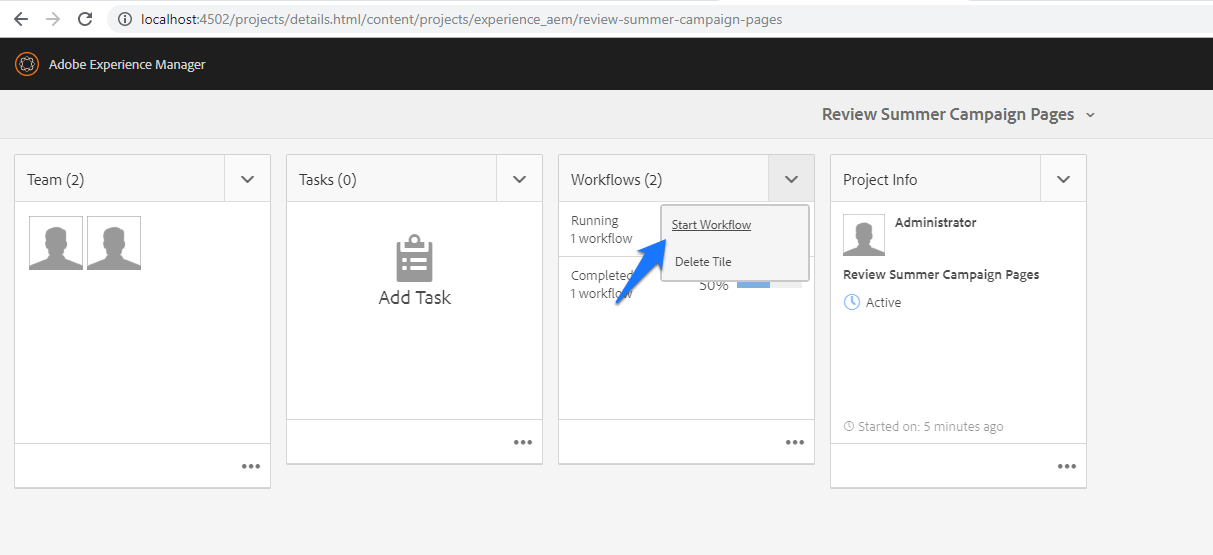 localhost:4502/projects/details.html/content/projects/experience_aem/review-summer-campaign-pages
Adobe Experience Manager
Review Summer Campaign Pages
Team (2)
Tasks (0)
Add Task
Workflows (2)
Running
1 workflow
Start Workflow
Delete Tile
Completed
1 workflow
50%
Project Info
Administrator
Review Summer Campaign Pages
Active
Started on: 5 minutes ago